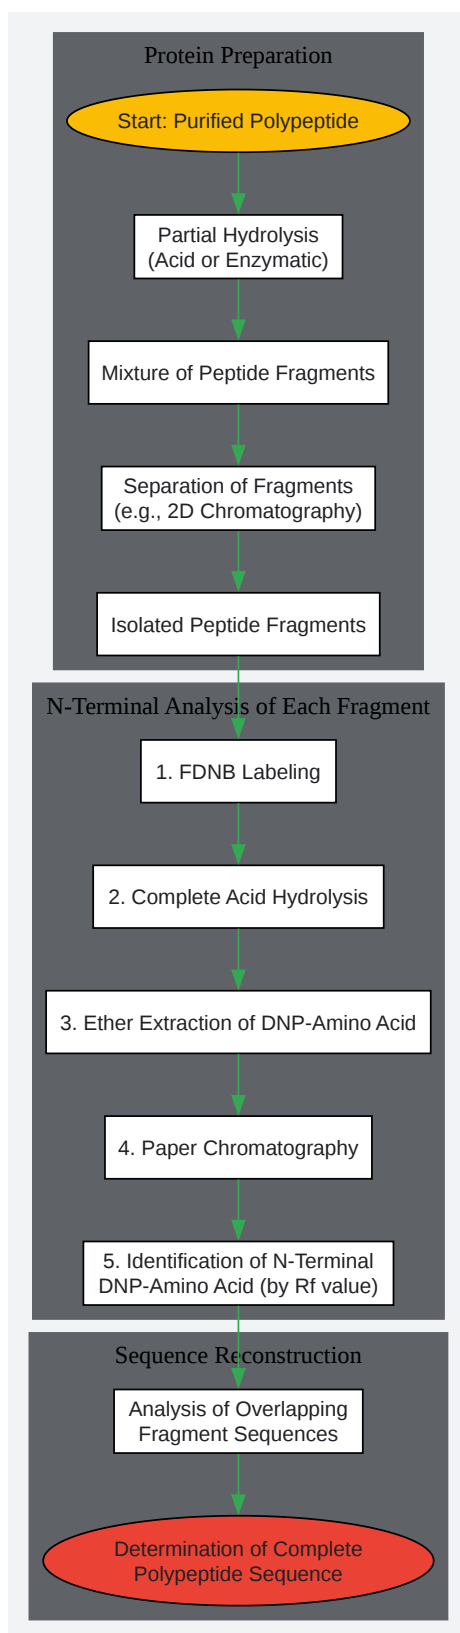 Protein Preparation
Start: Purified Polypeptide
Partial Hydrolysis
(Acid or Enzymatic)
Mixture of Peptide Fragments
Separation of Fragments
(e.g., 2D Chromatography)
Isolated Peptide Fragments
N-Terminal Analysis of Each Fragment
1. FDNB Labeling
2. Complete Acid Hydrolysis
3. Ether Extraction of DNP-Amino Acid
4. Paper Chromatography
5. Identification of N-Terminal
DNP-Amino Acid (by Rf value)
Sequence Reconstruction
Analysis of Overlapping
Fragment Sequences
Determination of Complete
Polypeptide Sequence